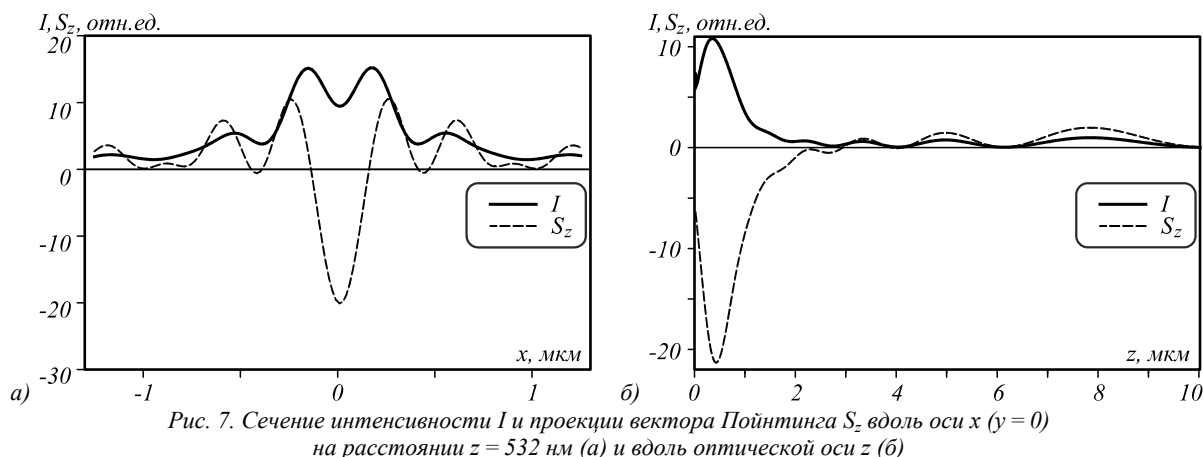 I, S_z, отн.ед.
20
10
0
-10
-20
-30
I
S_z
-1
0
1
x, мкм
а)
I, S_z, отн.ед.
10
0
-10
-20
I
S_z
0
2
4
6
8
10
z, мкм
б)
Рис. 7. Сечение интенсивности I и проекции вектора Пойнтинга S_z вдоль оси x (y = 0)
на расстоянии z = 532 нм (а) и вдоль оптической оси z (б)